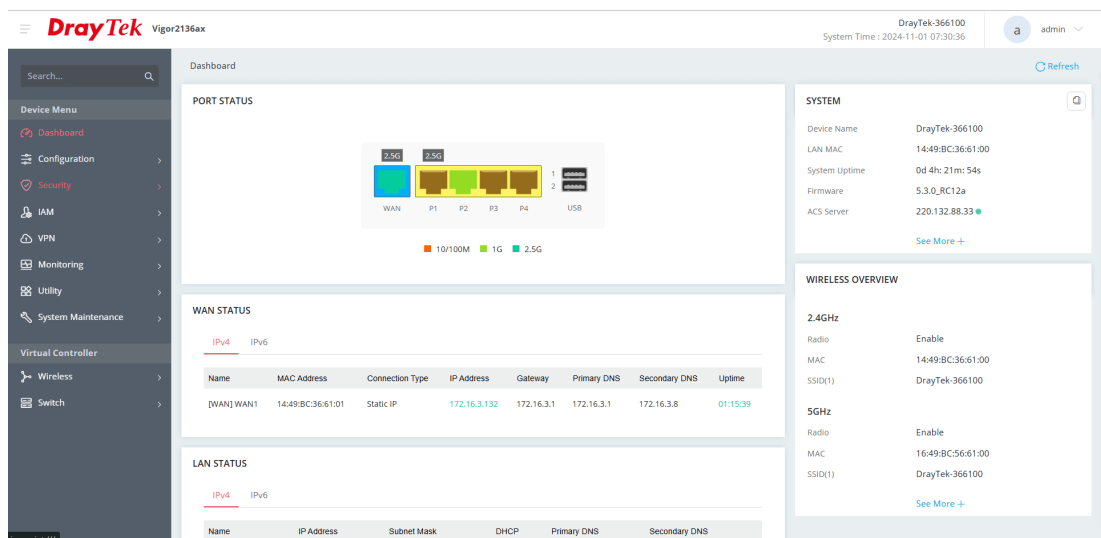 DrayTek Vigor2136ax
DrayTek-366100
System Time : 2024-11-01 07:30:36
a admin
Search...
Device Menu
Dashboard
Configuration
Security
IAM
VPN
Monitoring
Utility
System Maintenance
Virtual Controller
Wireless
Switch
Dashboard
Refresh
PORT STATUS
2.5G 2.5G
1
2
WAN P1 P2 P3 P4 USB
10/100M 1G 2.5G
WAN STATUS
IPv4 IPv6
Name MAC Address Connection Type IP Address Gateway Primary DNS Secondary DNS Uptime
[WAN] WAN1 14:49:BC:36:61:01 Static IP 172.16.3.132 172.16.3.1 172.16.3.1 172.16.3.8 01:15:39
LAN STATUS
IPv4 IPv6
Name IP Address Subnet Mask DHCP Primary DNS Secondary DNS
SYSTEM
Device Name DrayTek-366100
LAN MAC 14:49:BC:36:61:00
System Uptime 0d 4h: 21m: 54s
Firmware 5.3.0_RC12a
ACS Server 220.132.88.33
See More +
WIRELESS OVERVIEW
2.4GHz
Radio Enable
MAC 14:49:BC:36:61:00
SSID(1) DrayTek-366100
5GHz
Radio Enable
MAC 16:49:BC:56:61:00
SSID(1) DrayTek-366100
See More +